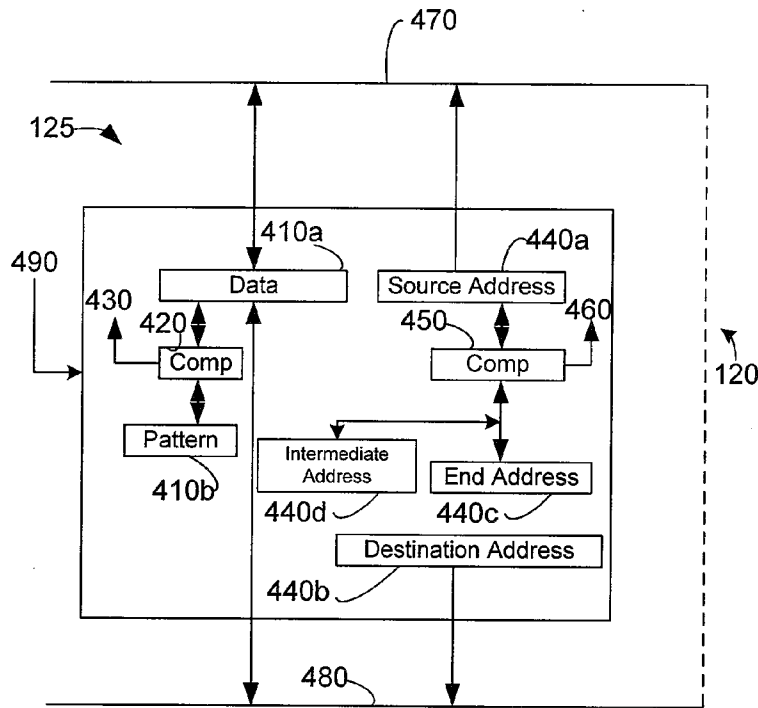 470
125
410a
440a
490
Data
Source Address
430
420
450
460
Comp
Comp
120
Pattern
Intermediate
Address
End Address
410b
440d
440c
Destination Address
440b
480